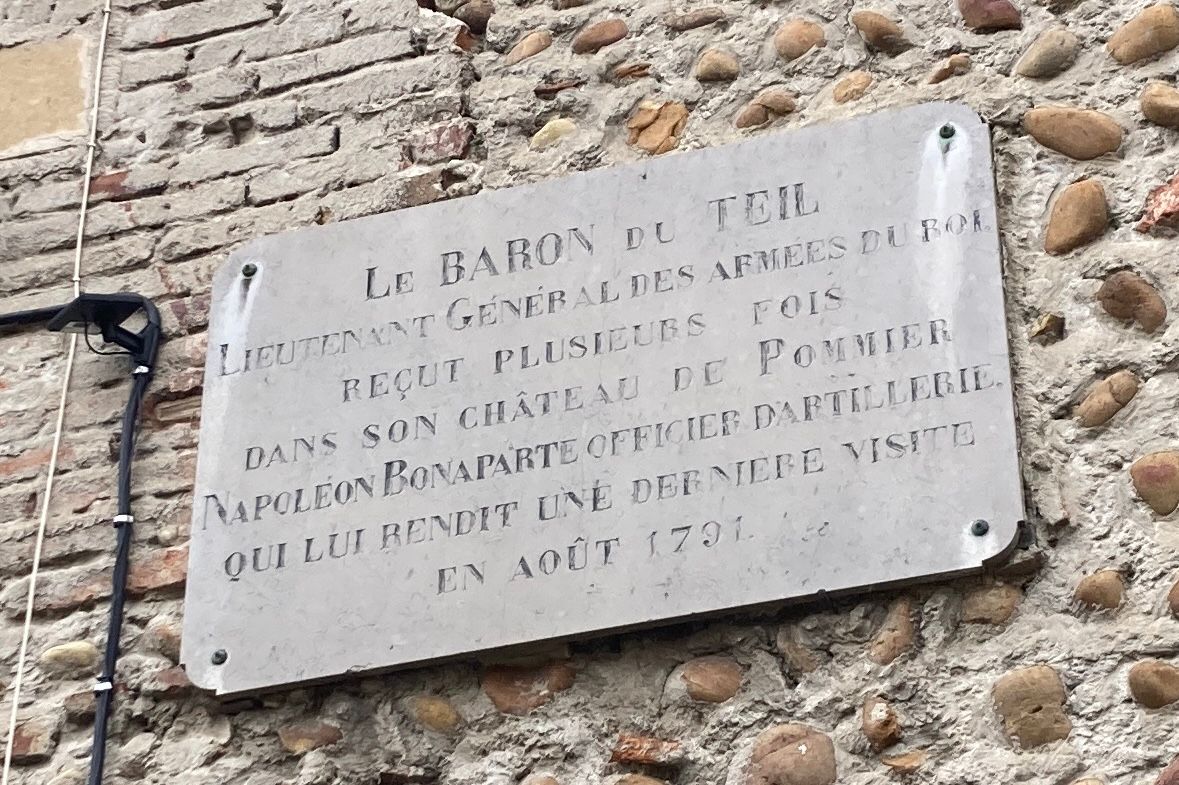 LE BARON DU TEIL
LIEUTENANT GÉNÉRAL DES ARMÉES DU ROI.
REÇUT PLUSIEURS FOIS
DANS SON CHÂTEAU DE POMMIER
NAPOLÉON BONAPARTE OFFICIER D'ARTILLERIE.
QUI LUI RENDIT UNE DERNIERE VISITE
EN AOÛT 1791.